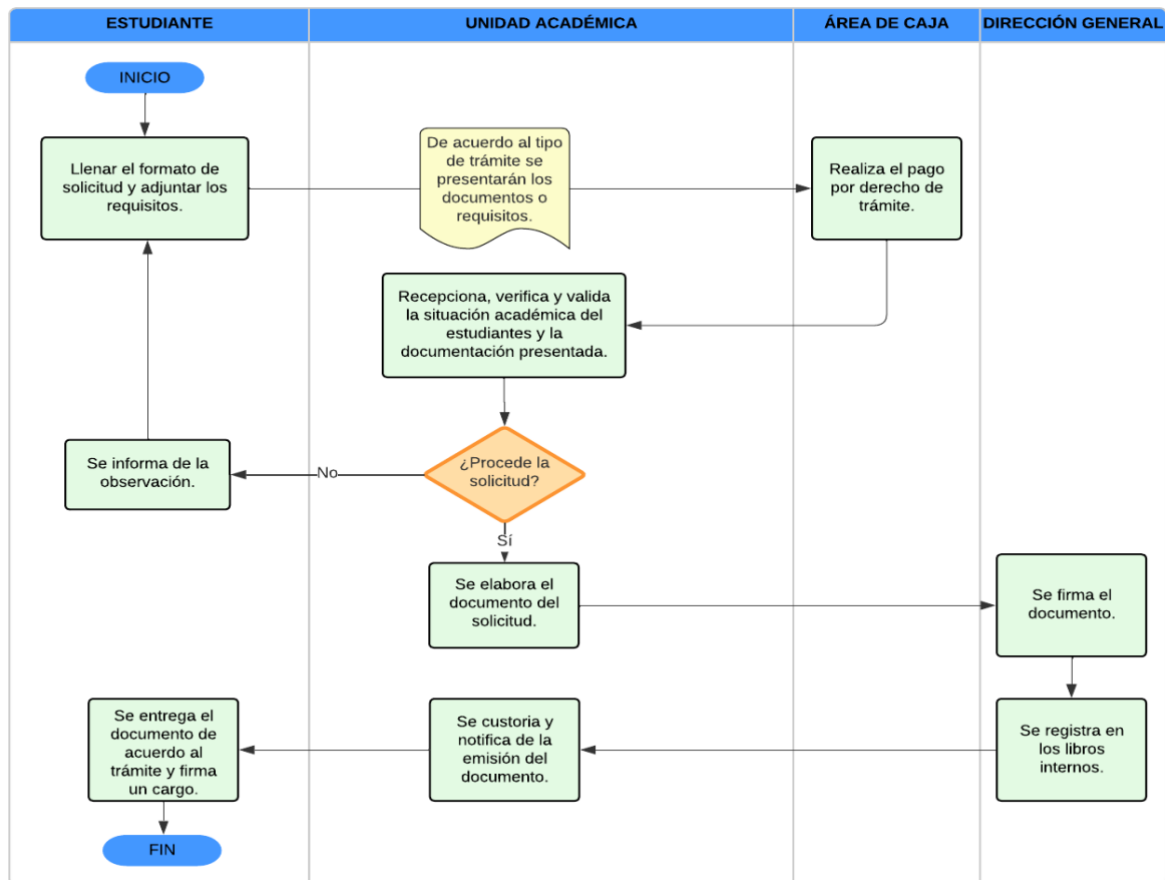 ESTUDIANTE
UNIDAD ACADÉMICA
ÁREA DE CAJA
DIRECCIÓN GENERAL
INICIO
Llenar el formato de
solicitud y adjuntar los
requisitos.
De acuerdo al tipo
de trámite se
presentarán los
documentos o
requisitos.
Realiza el pago
por derecho de
trámite.
Recepciona, verifica y valida
la situación académica del
estudiantes y la
documentación presentada.
¿Procede la
solicitud?
No
Se informa de la
observación.
Sí
Se elabora el
documento del
solicitud.
Se firma el
documento.
Se registra en
los libros
internos.
Se custoria y
notifica de la
emisión del
documento.
Se entrega el
documento de
acuerdo al
trámite y firma
un cargo.
FIN